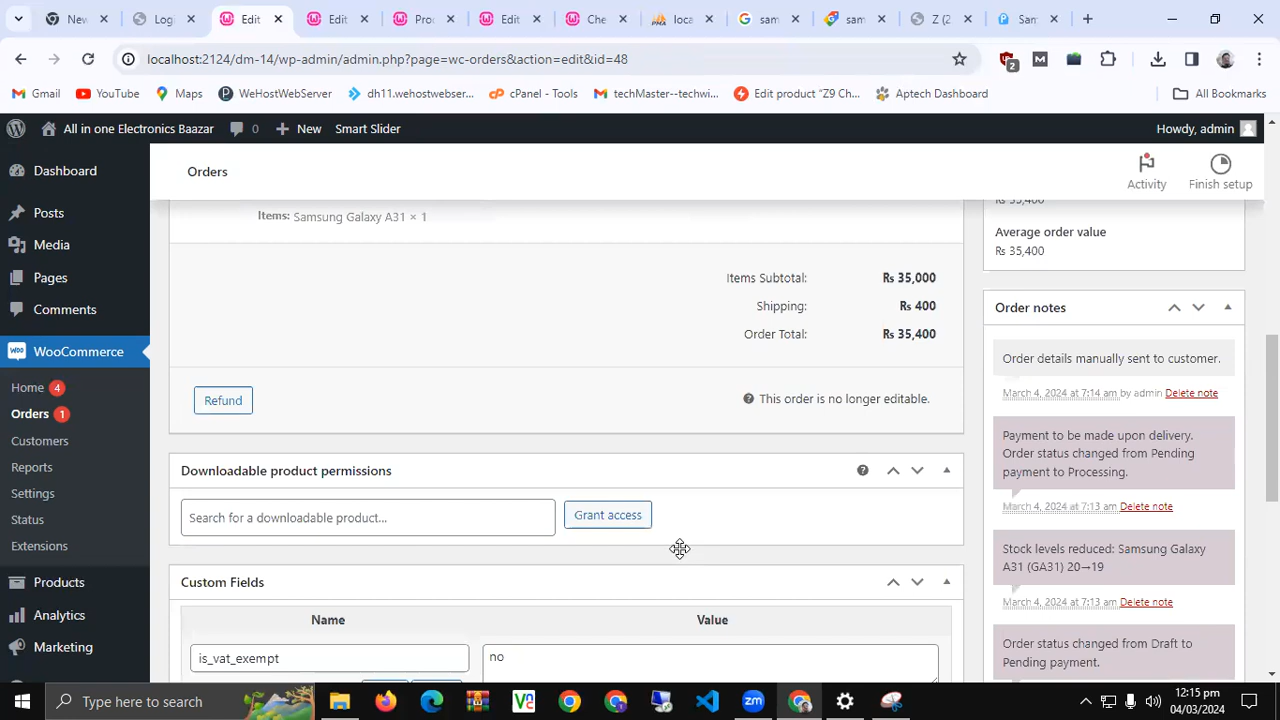 New
Log
Edit
Edit
Proc
Edit
Che
loca
sam
sam
Z (2
Sam
localhost:2124/dm-14/wp-admin/admin.php?page=wc-orders&action=edit&id=48
2
Gmail
YouTube
Maps
WeHostWebServer
dh11.wehostwebser...
cPanel - Tools
techMaster--techwi...
Edit product "Z9 Ch...
Aptech Dashboard
All Bookmarks
All in one Electronics Baazar
0
New
Smart Slider
Howdy, admin
Dashboard
Posts
Media
Pages
Comments
WooCommerce
Home 4
Orders 1
Customers
Reports
Settings
Status
Extensions
Products
Analytics
Marketing
Orders
Activity
Finish setup
Items: Samsung Galaxy A31 × 1
Items Subtotal: Rs 35,000
Shipping: Rs 400
Order Total: Rs 35,400
Refund
This order is no longer editable.
Downloadable product permissions
Search for a downloadable product...
Grant access
Custom Fields
Name
Value
is_vat_exempt
no
Rs 35,400
Average order value
Rs 35,400
Order notes
Order details manually sent to customer.
March 4, 2024 at 7:14 am by admin Delete note
Payment to be made upon delivery.
Order status changed from Pending
payment to Processing.
March 4, 2024 at 7:13 am Delete note
Stock levels reduced: Samsung Galaxy
A31 (GA31) 20→19
March 4, 2024 at 7:13 am Delete note
Order status changed from Draft to
Pending payment.
Type here to search
12:15 pm
04/03/2024